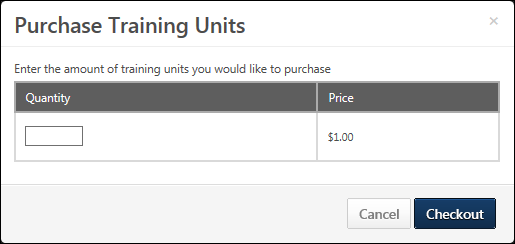 Purchase Training Units
×
Enter the amount of training units you would like to purchase
Quantity Price
$1.00
Cancel Checkout